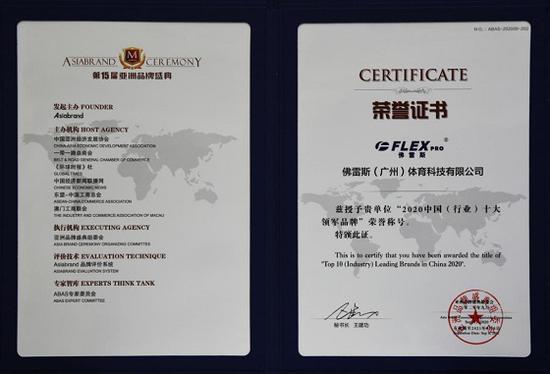 ASIABRAND CEREMONY
M
第15届亚洲品牌盛典
发起主办 FOUNDER
Asiabrand
主办机构 HOST AGENCY
中国亚洲经济发展协会
CHINA ASIA ECONOMIC DEVELOPMENT ASSOCIATION
一带一路总商会
BELT & ROAD GENERAL CHAMBER OF COMMERCE
《环球时报》社
GLOBAL TIMES
中国经济新闻联播网
CHINESE ECONOMIC NEWS
东盟-中国工商总会
ASEAN-CHINA COMMERCE ASSOCIATION
澳门工商联会
THE INDUSTRY AND COMMERCE ASSOCIATION OF MACAU
执行机构 EXECUTING AGENCY
亚洲品牌盛典组委会
ASIA BRAND CEREMONY ORGANIZING COMMITTEE
评价技术 EVALUATION TECHNIQUE
Asiabrand 品牌评价系统
ASIABRAND EVALUATION SYSTEM
专家智库 EXPERTS THINK TANK
ABAS专家委员会
ABAS EXPERT COMMITTEE
CERTIFICATE
荣誉证书
FLEX PRO ®
佛雷斯
佛雷斯(广州)体育科技有限公司
兹授予贵单位“2020中国(行业)十大
领军品牌”荣誉称号。
特颁此证。
This is to certify that you have been awarded the title of
"Top 10 (Industry) Leading Brands in China 2020".
秘书长 王建功